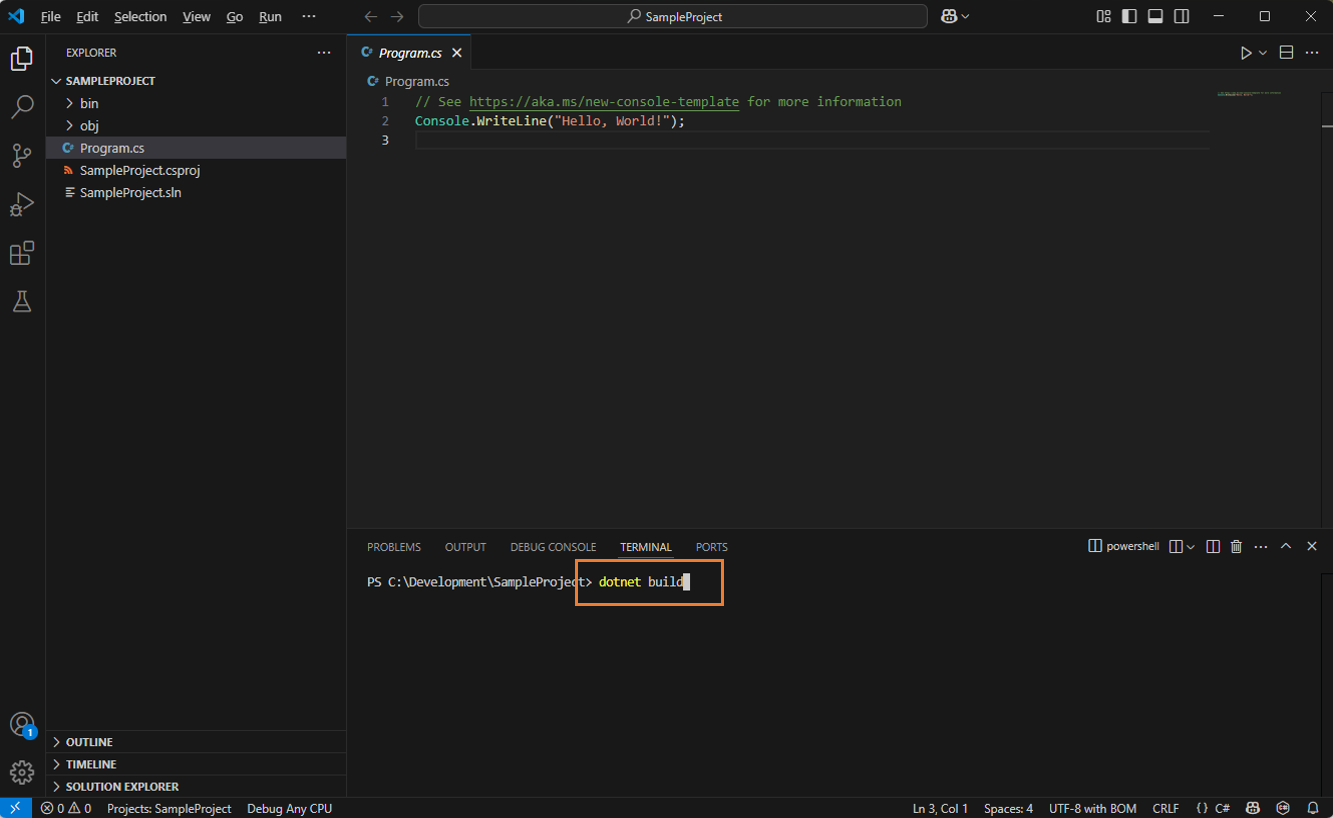 File Edit Selection View Go Run ··· SampleProject
EXPLORER ···
SAMPLEPROJECT
bin
obj
Program.cs
SampleProject.csproj
SampleProject.sln
OUTLINE
TIMELINE
SOLUTION EXPLORER
Program.cs
Program.cs
1 // See https://aka.ms/new-console-template for more information
2 Console.WriteLine("Hello, World!");
3
PROBLEMS OUTPUT DEBUG CONSOLE TERMINAL PORTS powershell ···
PS C:\Development\SampleProject> dotnet build
1
0 0 Projects: SampleProject Debug Any CPU Ln 3, Col 1 Spaces: 4 UTF-8 with BOM CRLF {} C#